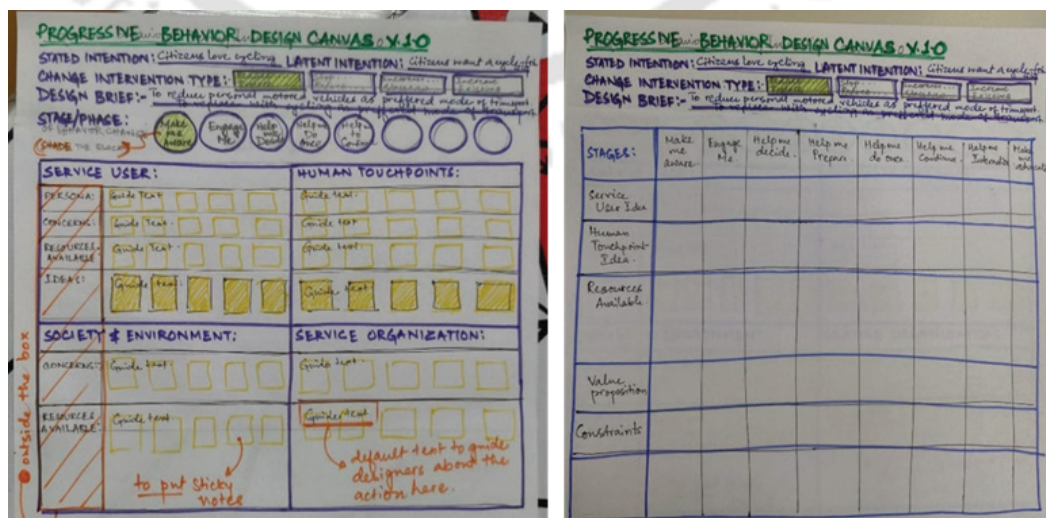 PROGRESSIVE BEHAVIOR DESIGN CANVAS V.1.0
STATED INTENTION: Citizens love cycling LATENT INTENTION: Citizens want a cycle-
CHANGE INTERVENTION TYPE:
DESIGN BRIEF:- To reduce personal motored vehicles as preffered mode of transport.
STAGE/PHASE:
OF BEHAVIOR CHANGE
SHADE THE
Make me Aware
Engage Me
Help me Decide
Help me Do once
Help me to Continue
SERVICE USER:
HUMAN TOUCHPOINTS:
PERSONA: Guide Text Guide text
CONCERNS: Guide Text Guide text
RESOURCES AVAILABLE: Guide Text Guide text
IDEAS: Guide text Guide text
SOCIETY & ENVIRONMENT:
SERVICE ORGANIZATION:
CONCERNS: Guide text Guide text
RESOURCES AVAILABLE: Guide text Guide text
outside the box
to put sticky
notes
default text to guide
designers about the
action here.
PROGRESSIVE BEHAVIOR DESIGN CANVAS V.1.0
STATED INTENTION: Citizens love cycling LATENT INTENTION: Citizens want a cycle-
CHANGE INTERVENTION TYPE:
DESIGN BRIEF:- To reduce personal motored vehicles as preffered mode of transport.
STAGES:
Make me aware.
Engage Me
Help me decide.
Help me Prepare.
Help me do once.
Help me Continue.
Help me
Service
User Idea
Human
Touchpoint
Idea.
Resources
Available
Value
proposition
Constraints